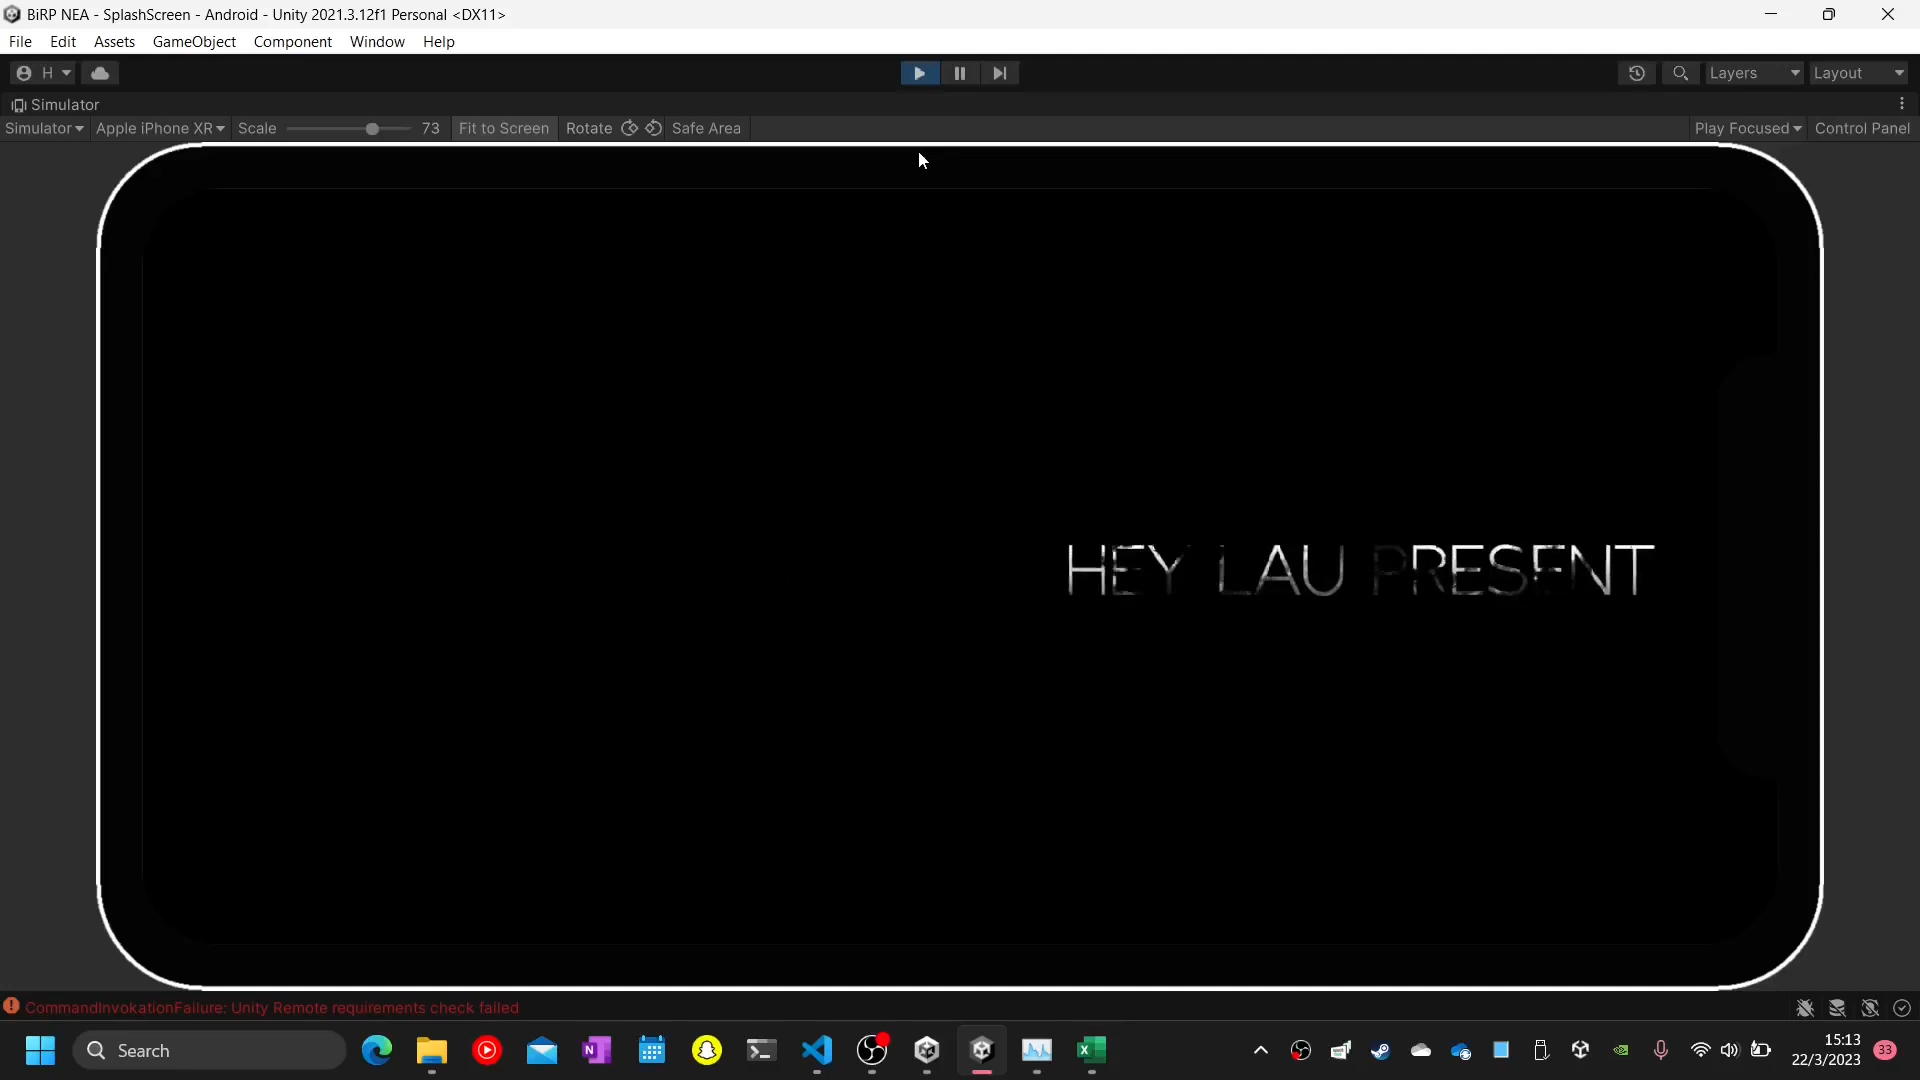 BiRP NEA - SplashScreen - Android - Unity 2021.3.12f1 Personal <DX11>
File Edit Assets GameObject Component Window Help
H Layers Layout
Simulator
Simulator Apple iPhone XR Scale 73 Fit to Screen Rotate Safe Area Play Focused Control Panel
HEY LAU PRESENT
CommandInvokationFailure: Unity Remote requirements check failed
Search
15:13
22/3/2023
33